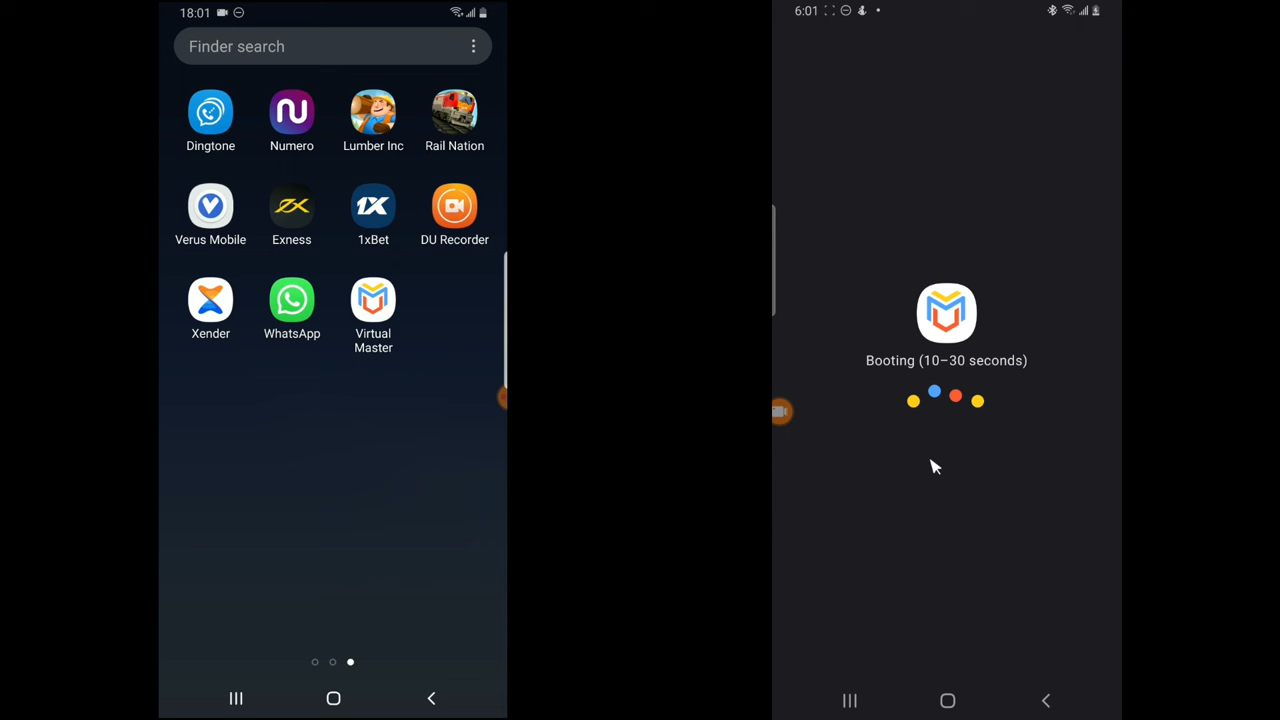 18:01
Finder search
Dingtone Numero Lumber Inc Rail Nation
Verus Mobile Exness 1xBet DU Recorder
Xender WhatsApp Virtual Master
1X
6:01
Booting (10–30 seconds)